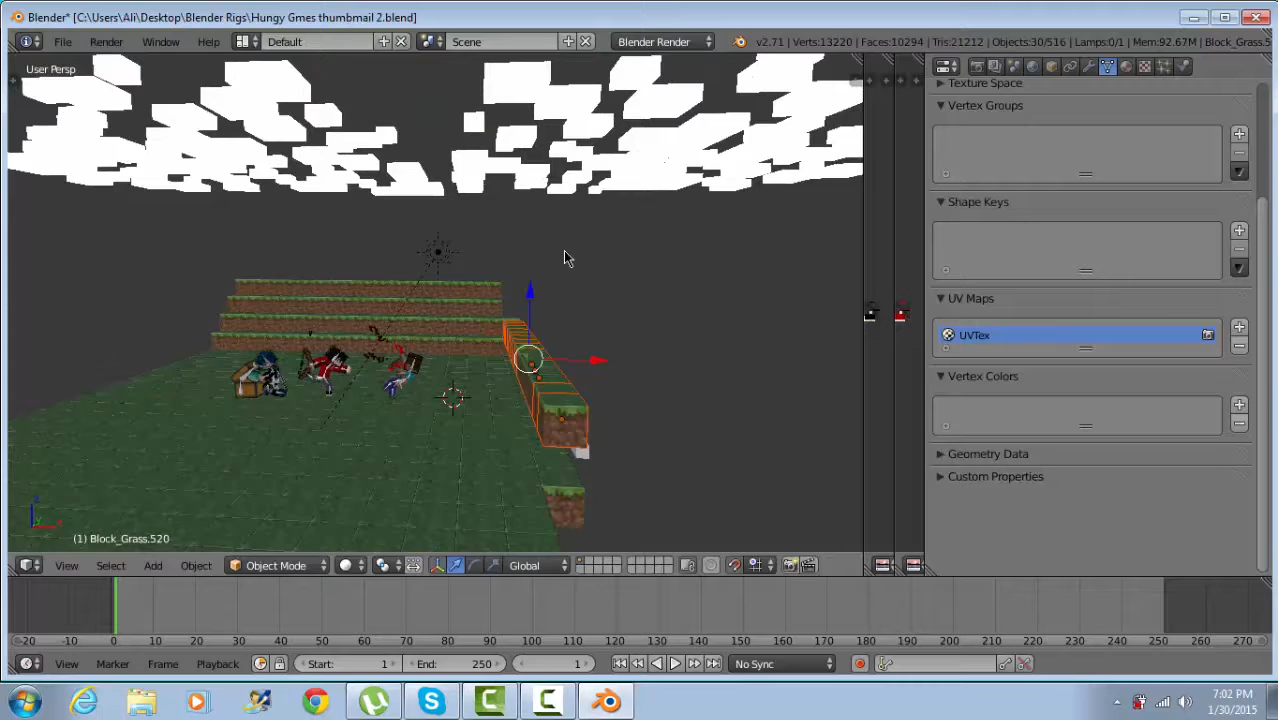 Blender* [C:\Users\Ali\Desktop\Blender Rigs\Hungy Gmes thumbmail 2.blend]
File Render Window Help Default Scene Blender Render v2.71 | Verts:13220 | Faces:10294 | Tris:21212 | Objects:30/516 | Lamps:0/1 | Mem:92.67M | Block_Grass.5
User Persp
Texture Space
Vertex Groups
Shape Keys
UV Maps
UVTex
Vertex Colors
Geometry Data
Custom Properties
(1) Block_Grass.520
View Select Add Object Object Mode Global
-20 -10 0 10 20 30 40 50 60 70 80 90 100 110 120 130 140 150 160 170 180 190 200 210 220 230 240 250 260 270
View Marker Frame Playback Start: 1 End: 250 1 No Sync
7:02 PM
1/30/2015